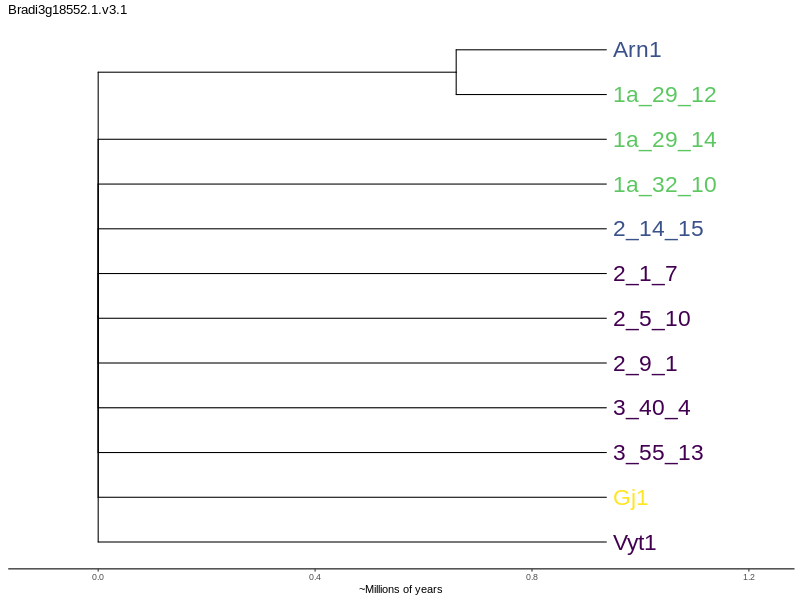 Bradi3g18552.1.v3.1
Arn1
1a_29_12
1a_29_14
1a_32_10
2_14_15
2_1_7
2_5_10
2_9_1
3_40_4
3_55_13
Gj1
Vyt1
0.0 0.4 0.8 1.2
~Millions of years